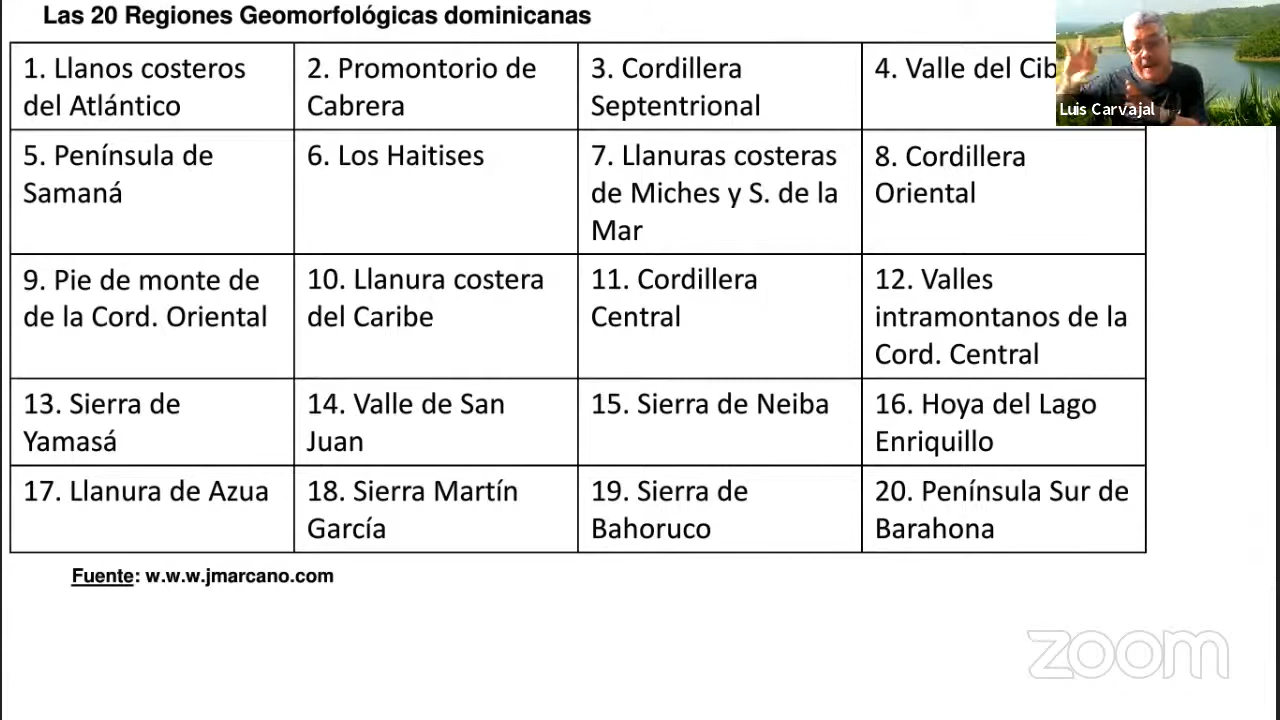 Las 20 Regiones Geomorfológicas dominicanas
1. Llanos costeros
del Atlántico
2. Promontorio de
Cabrera
3. Cordillera
Septentrional
4. Valle del
Luis Carvajal
5. Península de
Samaná
6. Los Haitises
7. Llanuras costeras
de Miches y S. de la
Mar
8. Cordillera
Oriental
9. Pie de monte de
de la Cord. Oriental
10. Llanura costera
del Caribe
11. Cordillera
Central
12. Valles
intramontanos de la
Cord. Central
13. Sierra de
Yamasá
14. Valle de San
Juan
15. Sierra de Neiba
16. Hoya del Lago
Enriquillo
17. Llanura de Azua
18. Sierra Martín
García
19. Sierra de
Bahoruco
20. Península Sur de
Barahona
Fuente: w.w.w.jmarcano.com
zoom